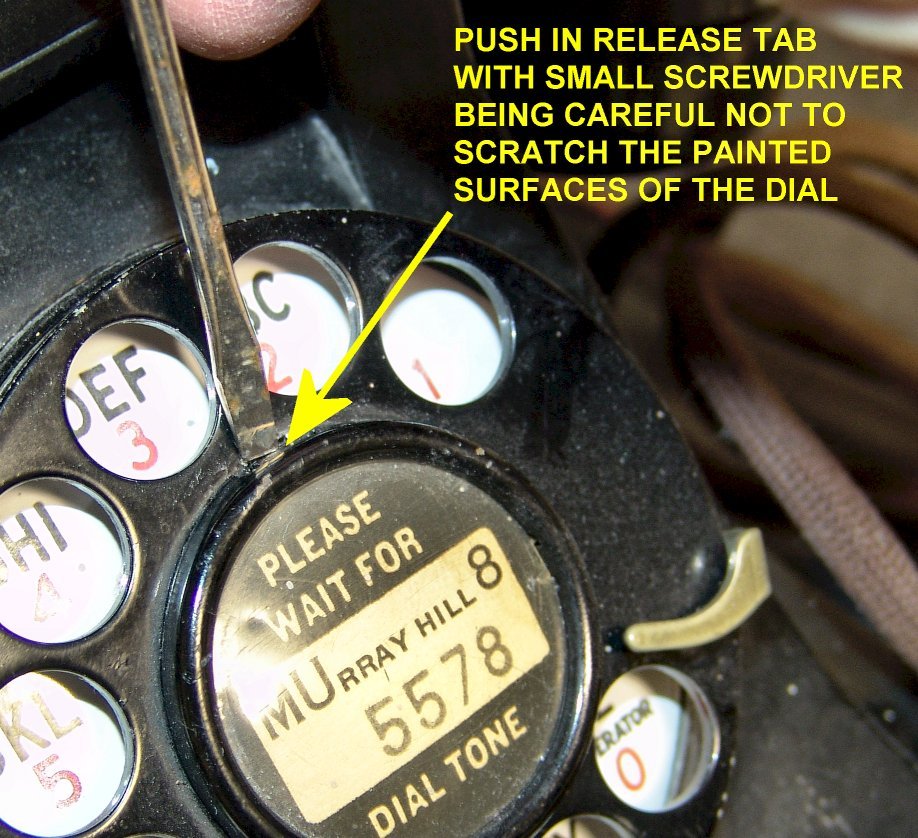 PUSH IN RELEASE TAB
WITH SMALL SCREWDRIVER
BEING CAREFUL NOT TO
SCRATCH THE PAINTED
SURFACES OF THE DIAL
1
2
DEF
3
4
5
0
PLEASE
WAIT FOR
MURRAY HILL 8
5578
DIAL TONE